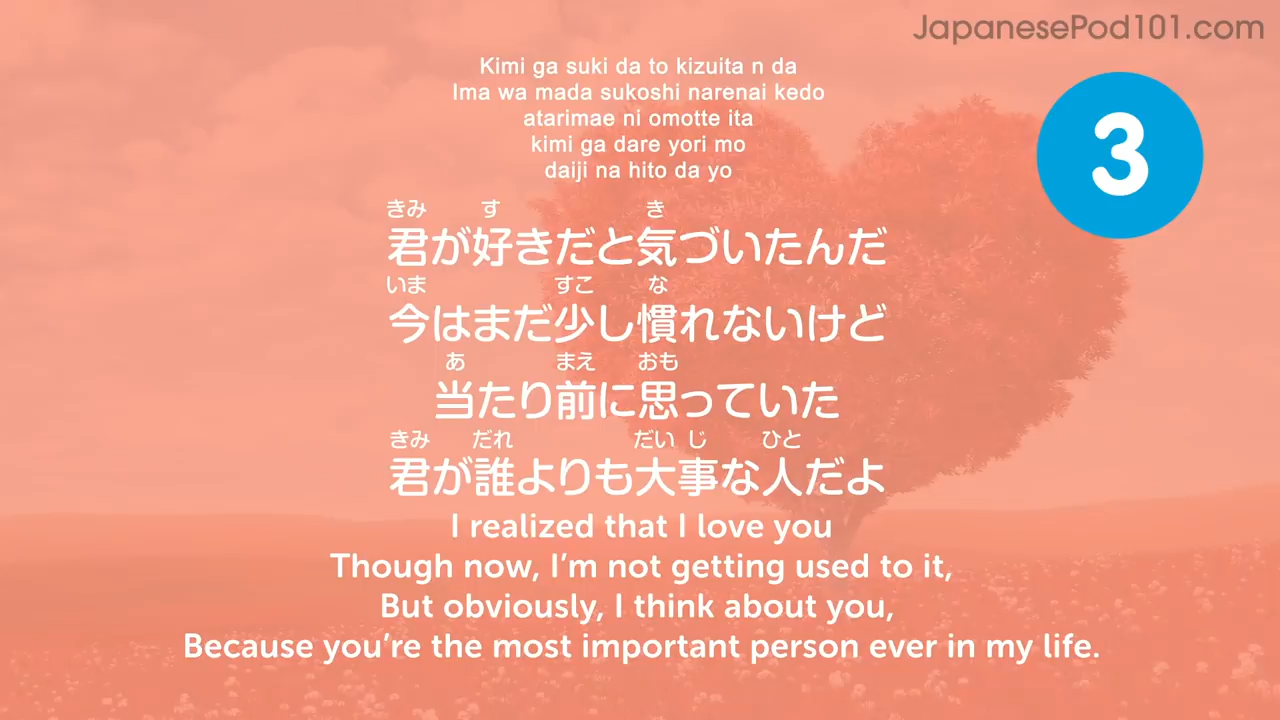 JapanesePod101.com
3
Kimi ga suki da to kizuita n da
Ima wa mada sukoshi narenai kedo
atarimae ni omotte ita
kimi ga dare yori mo
daiji na hito da yo
きみ す き
君が好きだと気づいたんだ
いま すこ な
今はまだ少し慣れないけど
あ まえ おも
当たり前に思っていた
きみ だれ だい じ ひと
君が誰よりも大事な人だよ
I realized that I love you
Though now, I’m not getting used to it,
But obviously, I think about you,
Because you’re the most important person ever in my life.